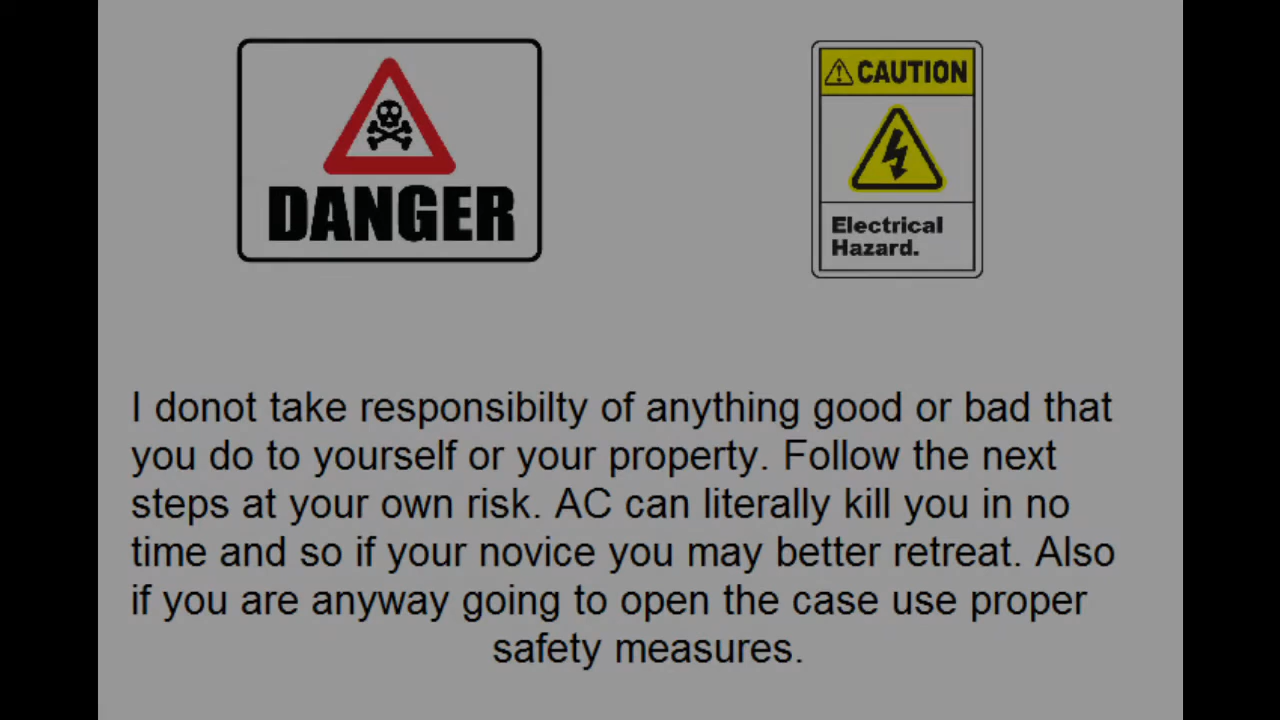 DANGER
CAUTION
Electrical
Hazard.
I donot take responsibilty of anything good or bad that
you do to yourself or your property. Follow the next
steps at your own risk. AC can literally kill you in no
time and so if your novice you may better retreat. Also
if you are anyway going to open the case use proper
safety measures.